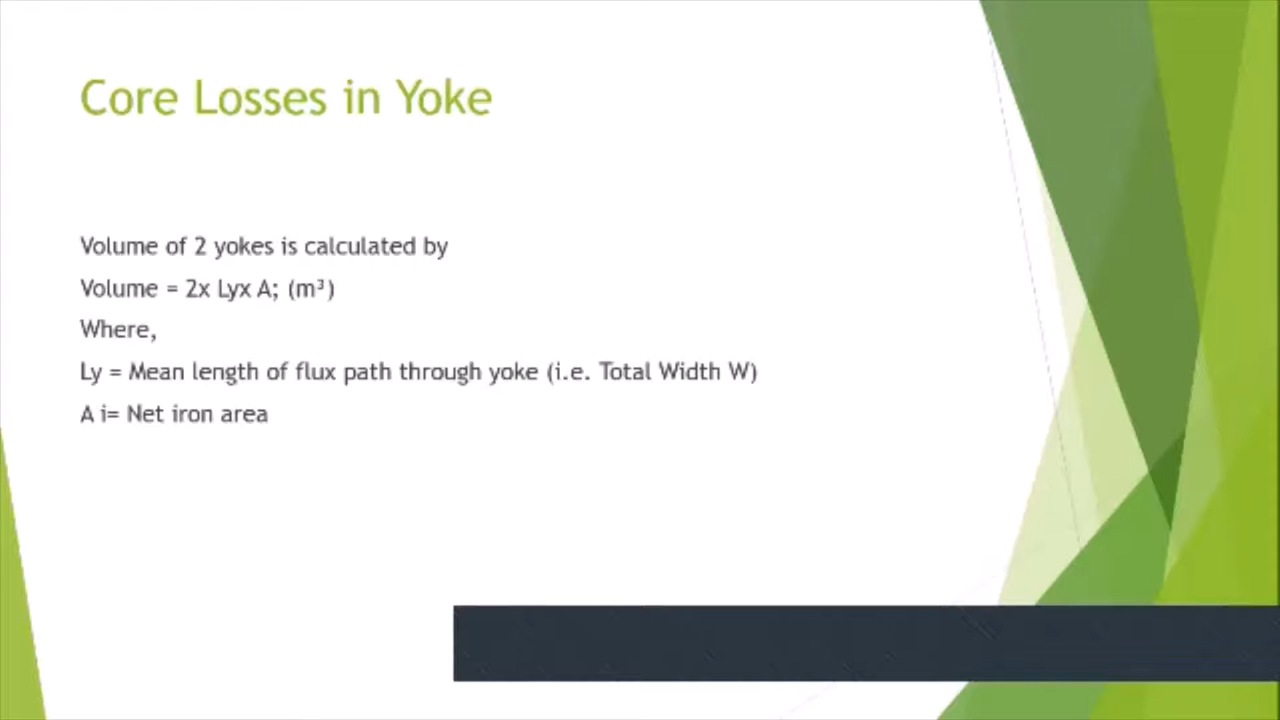 Core Losses in Yoke
Volume of 2 yokes is calculated by
Volume = 2x Lyx A; (m³)
Where,
Ly = Mean length of flux path through yoke (i.e. Total Width W)
A i= Net iron area